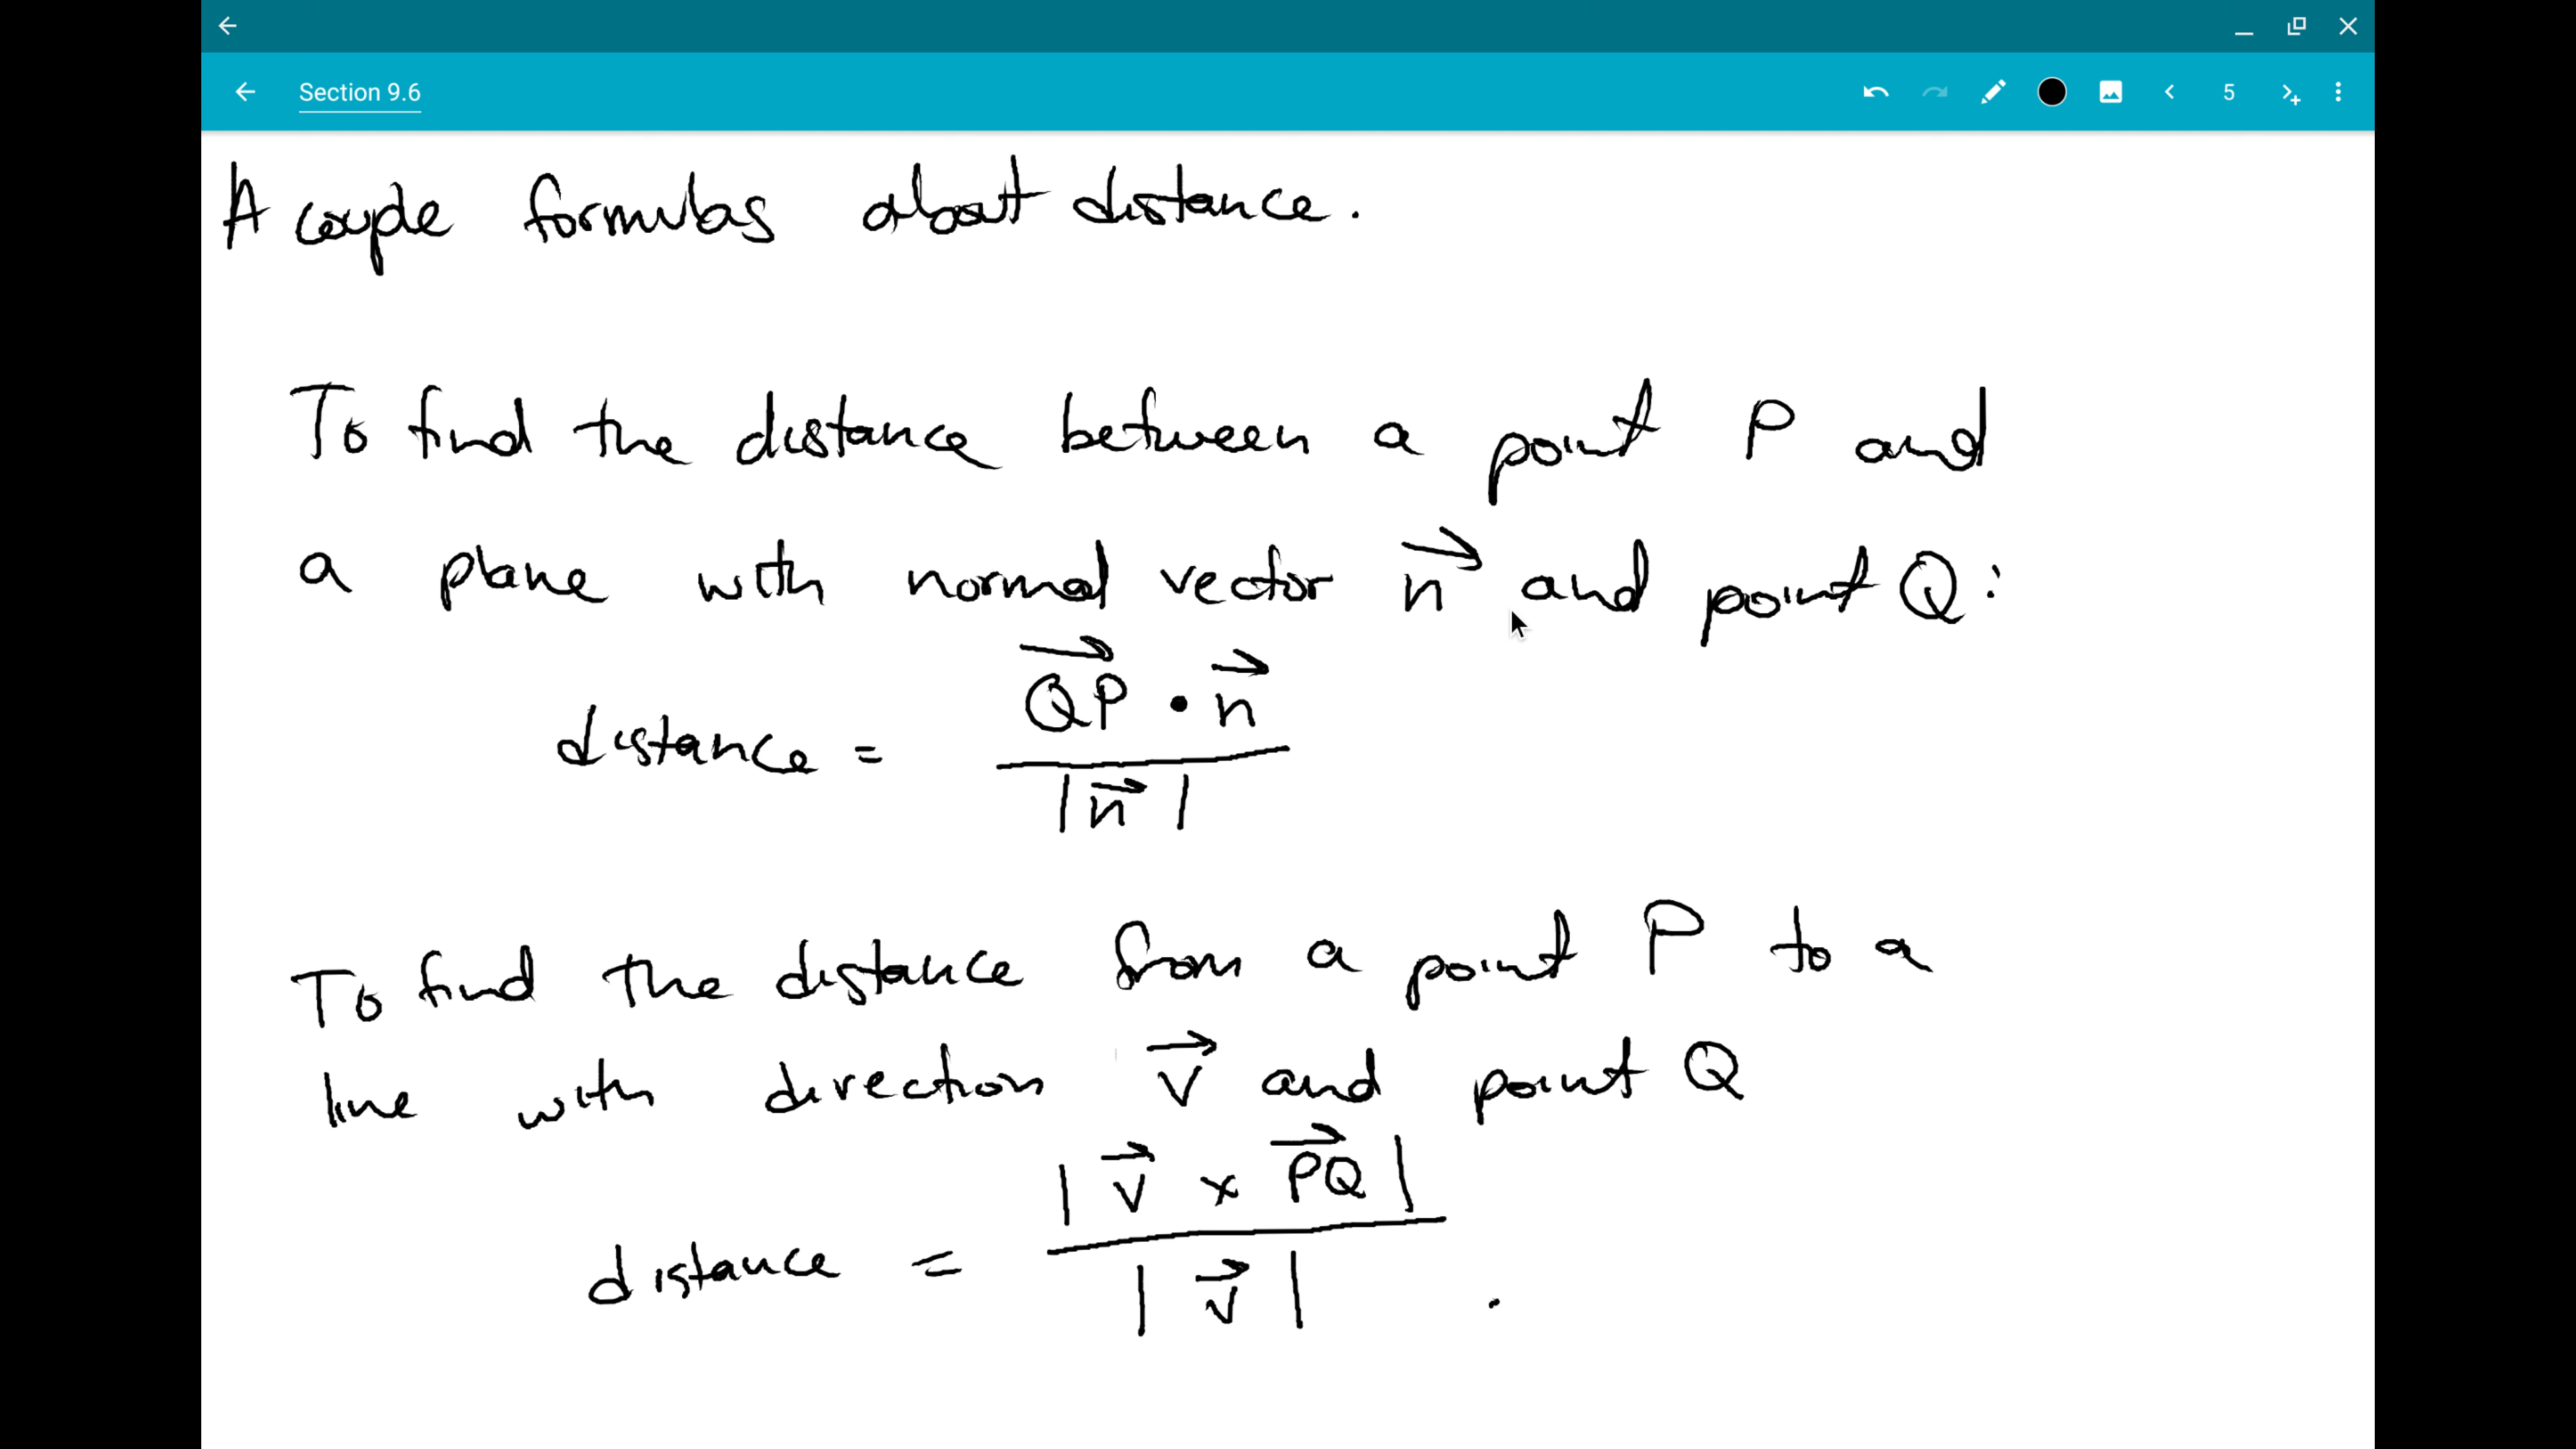 Section 9.6
5
A couple formulas about distance.
To find the distance between a point P and
a plane with normal vector n⃗ and point Q:
distance = (QP⃗ • n⃗) / |n⃗|
To find the distance from a point P to a
line with direction v⃗ and point Q
distance = |v⃗ × PQ⃗| / |v⃗| .